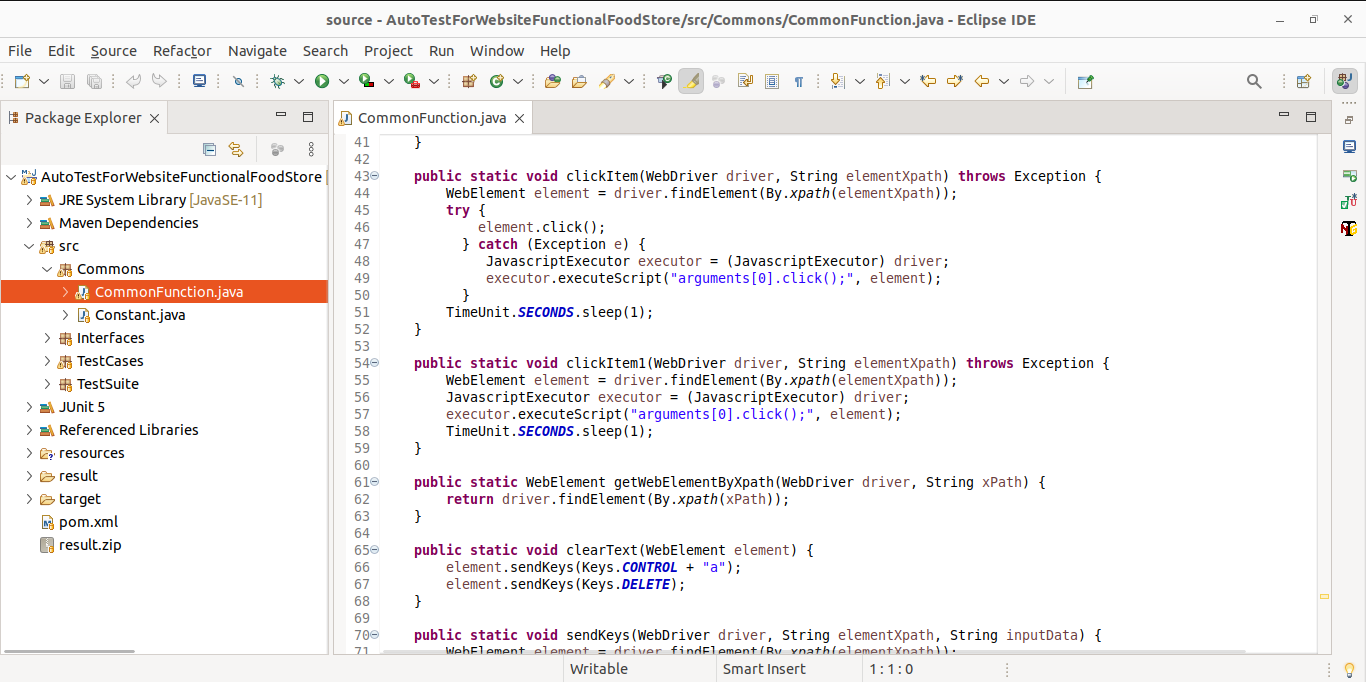 source - AutoTestForWebsiteFunctionalFoodStore/src/Commons/CommonFunction.java - Eclipse IDE
File Edit Source Refactor Navigate Search Project Run Window Help
Package Explorer
AutoTestForWebsiteFunctionalFoodStore [
JRE System Library [JavaSE-11]
Maven Dependencies
src
Commons
CommonFunction.java
Constant.java
Interfaces
TestCases
TestSuite
JUnit 5
Referenced Libraries
resources
result
target
pom.xml
result.zip
CommonFunction.java
41 }
42
43 public static void clickItem(WebDriver driver, String elementXpath) throws Exception {
44 WebElement element = driver.findElement(By.xpath(elementXpath));
45 try {
46 element.click();
47 } catch (Exception e) {
48 JavascriptExecutor executor = (JavascriptExecutor) driver;
49 executor.executeScript("arguments[0].click();", element);
50 }
51 TimeUnit.SECONDS.sleep(1);
52 }
53
54 public static void clickItem1(WebDriver driver, String elementXpath) throws Exception {
55 WebElement element = driver.findElement(By.xpath(elementXpath));
56 JavascriptExecutor executor = (JavascriptExecutor) driver;
57 executor.executeScript("arguments[0].click();", element);
58 TimeUnit.SECONDS.sleep(1);
59 }
60
61 public static WebElement getWebElementByXpath(WebDriver driver, String xPath) {
62 return driver.findElement(By.xpath(xPath));
63 }
64
65 public static void clearText(WebElement element) {
66 element.sendKeys(Keys.CONTROL + "a");
67 element.sendKeys(Keys.DELETE);
68 }
69
70 public static void sendKeys(WebDriver driver, String elementXpath, String inputData) {
71 WebElement element = driver.findElement(By.xpath(elementXpath));
Writable Smart Insert 1 : 1 : 0